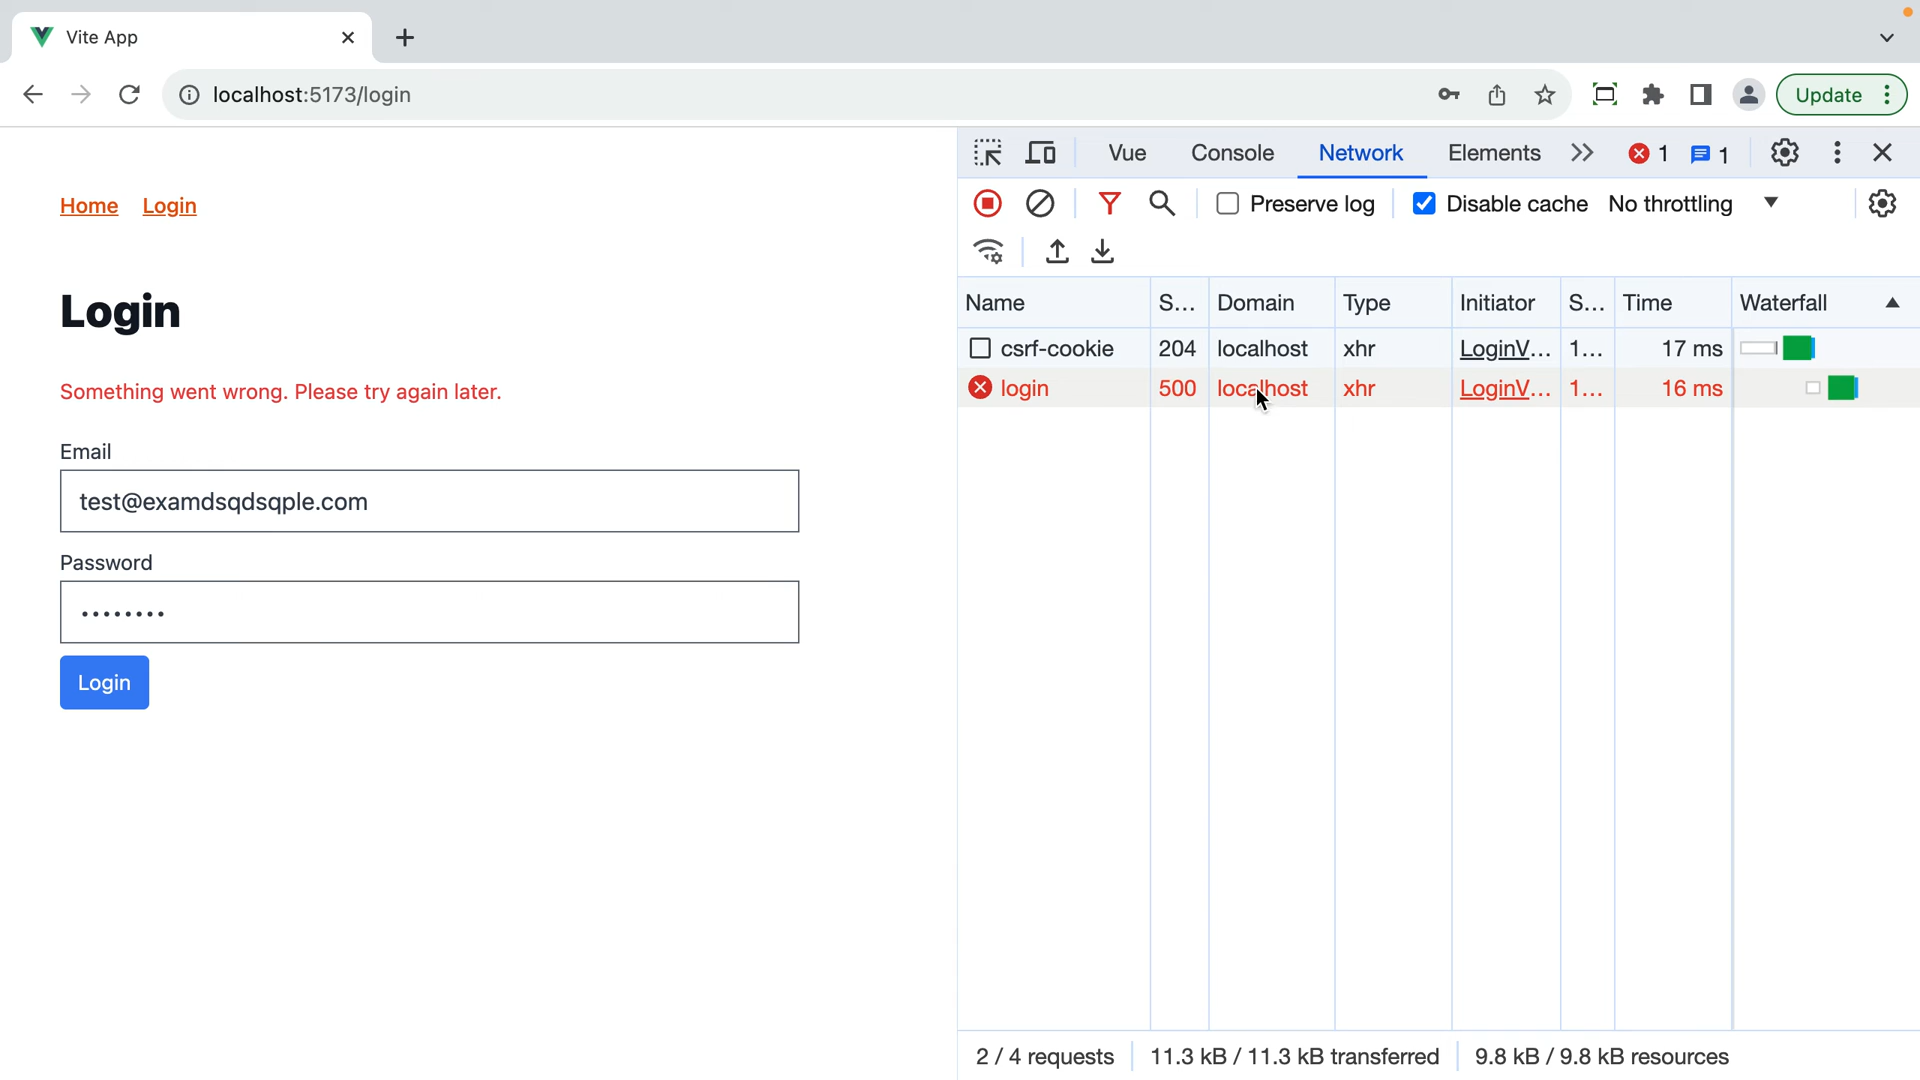 Vite App
localhost:5173/login
Update
Home Login
Login
Something went wrong. Please try again later.
Email
test@examdsqdsqple.com
Password
Login
Vue Console Network Elements 1 1
Preserve log Disable cache No throttling
Name S... Domain Type Initiator S... Time Waterfall
csrf-cookie 204 localhost xhr LoginV... 1... 17 ms
login 500 localhost xhr LoginV... 1... 16 ms
2 / 4 requests 11.3 kB / 11.3 kB transferred 9.8 kB / 9.8 kB resources